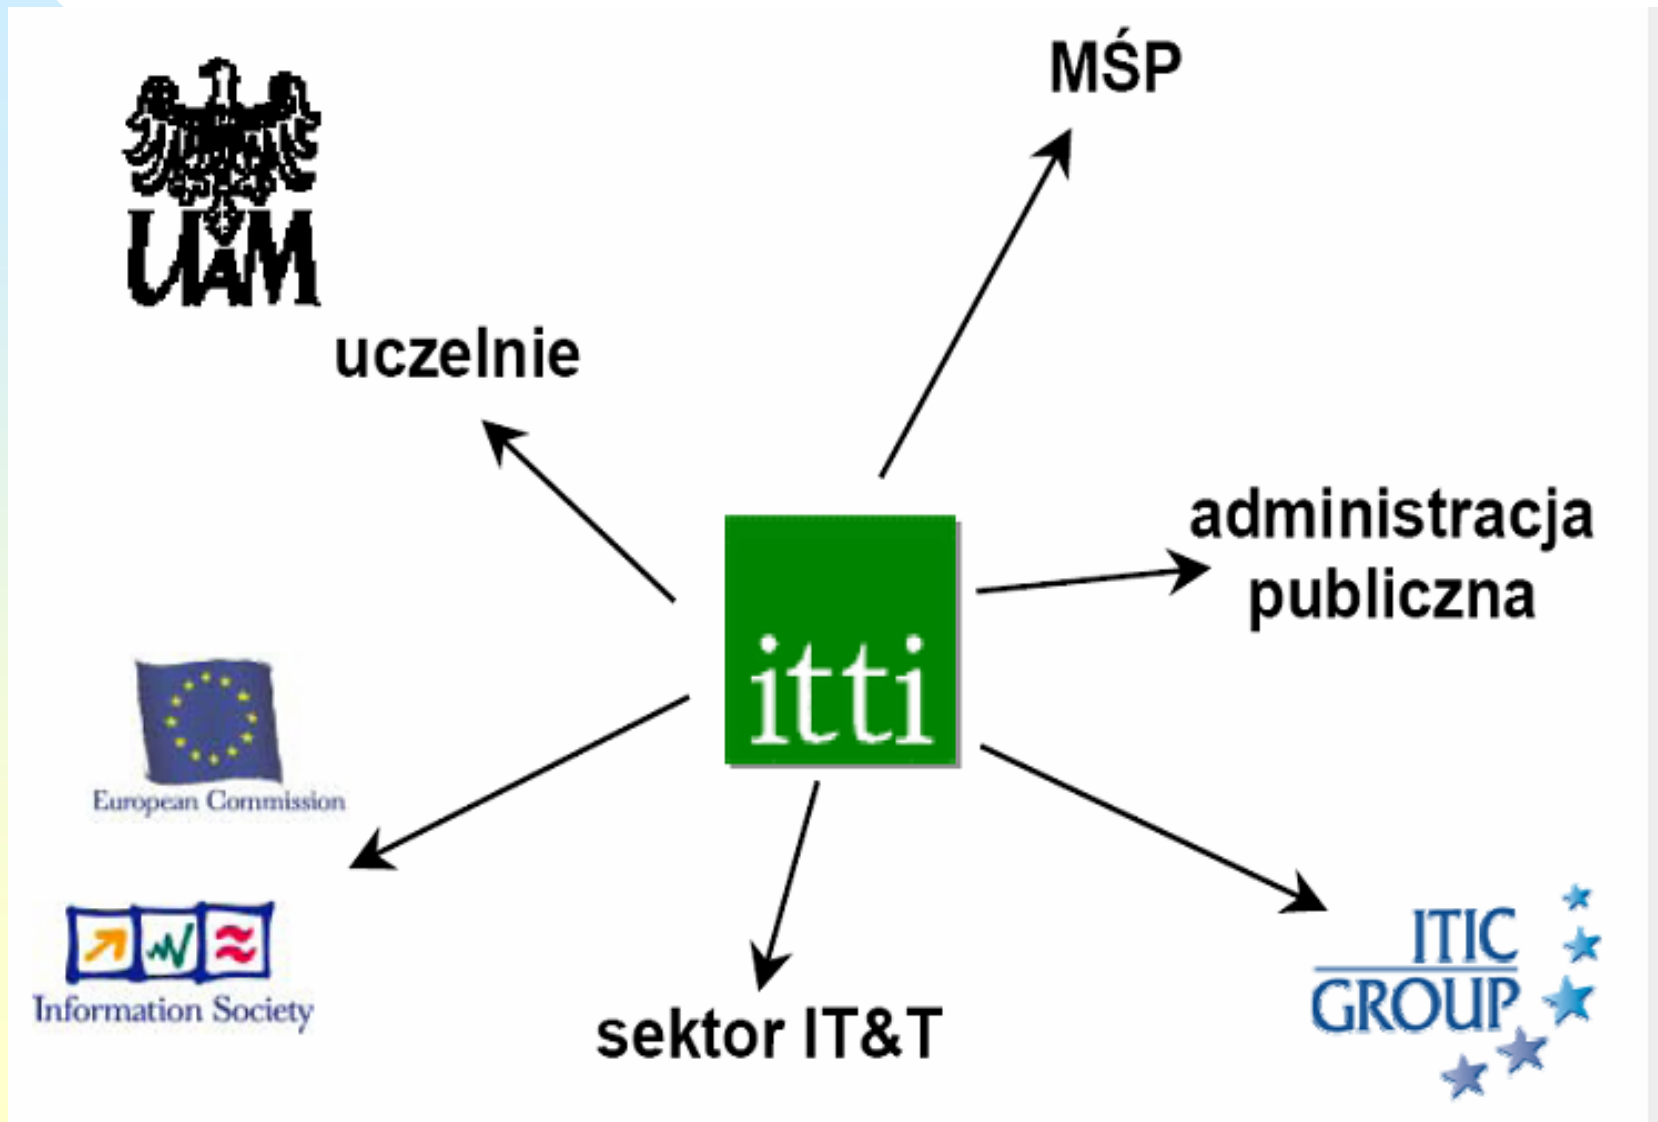 MŚP
UAM
uczelnie
administracja
publiczna
itti
European Commission
Information Society
sektor IT&T
ITIC
GROUP